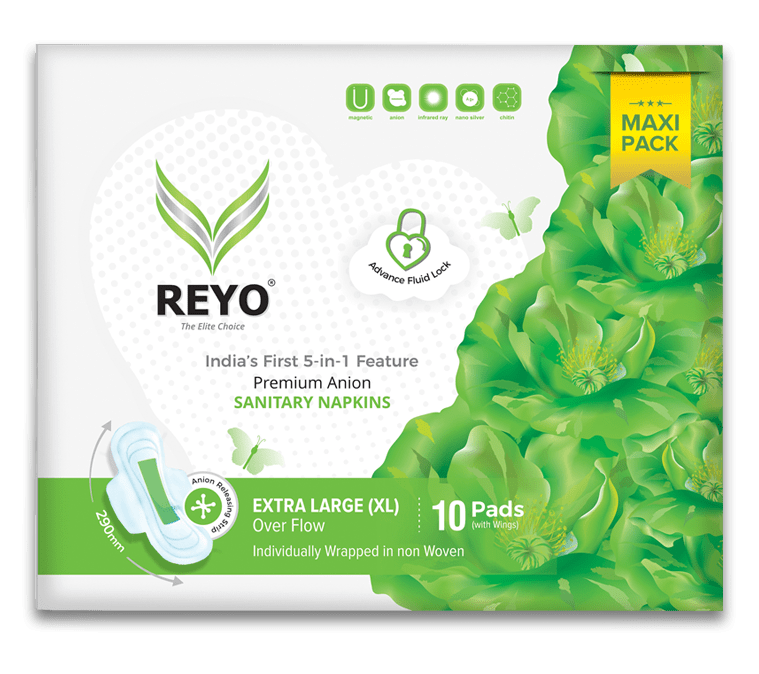 magnetic anion infrared ray nano silver chitin
Ag
MAXI
PACK
REYO®
The Elite Choice
Advance Fluid Lock
India's First 5-in-1 Feature
Premium Anion
SANITARY NAPKINS
290mm
Anion Releasing Strip
EXTRA LARGE (XL)
Over Flow
10 Pads
(with Wings)
Individually Wrapped in non Woven